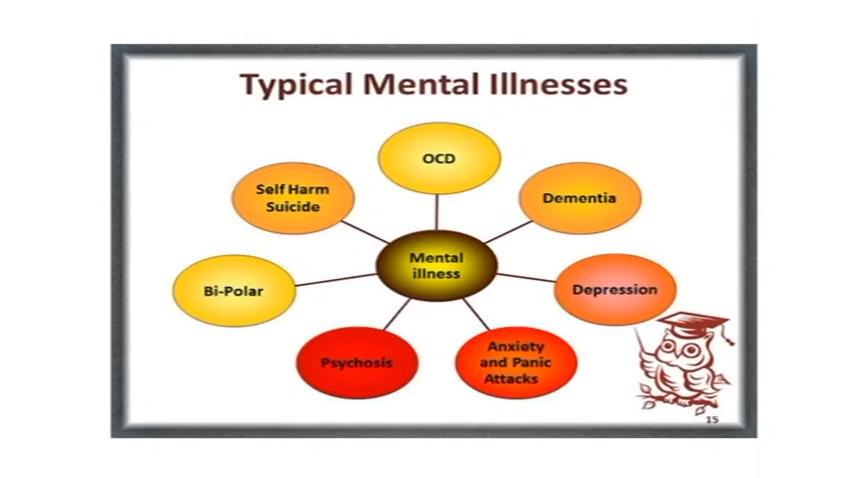 Typical Mental Illnesses
OCD
Self Harm
Suicide
Dementia
Mental
illness
Bi-Polar
Depression
Psychosis
Anxiety
and Panic
Attacks
15